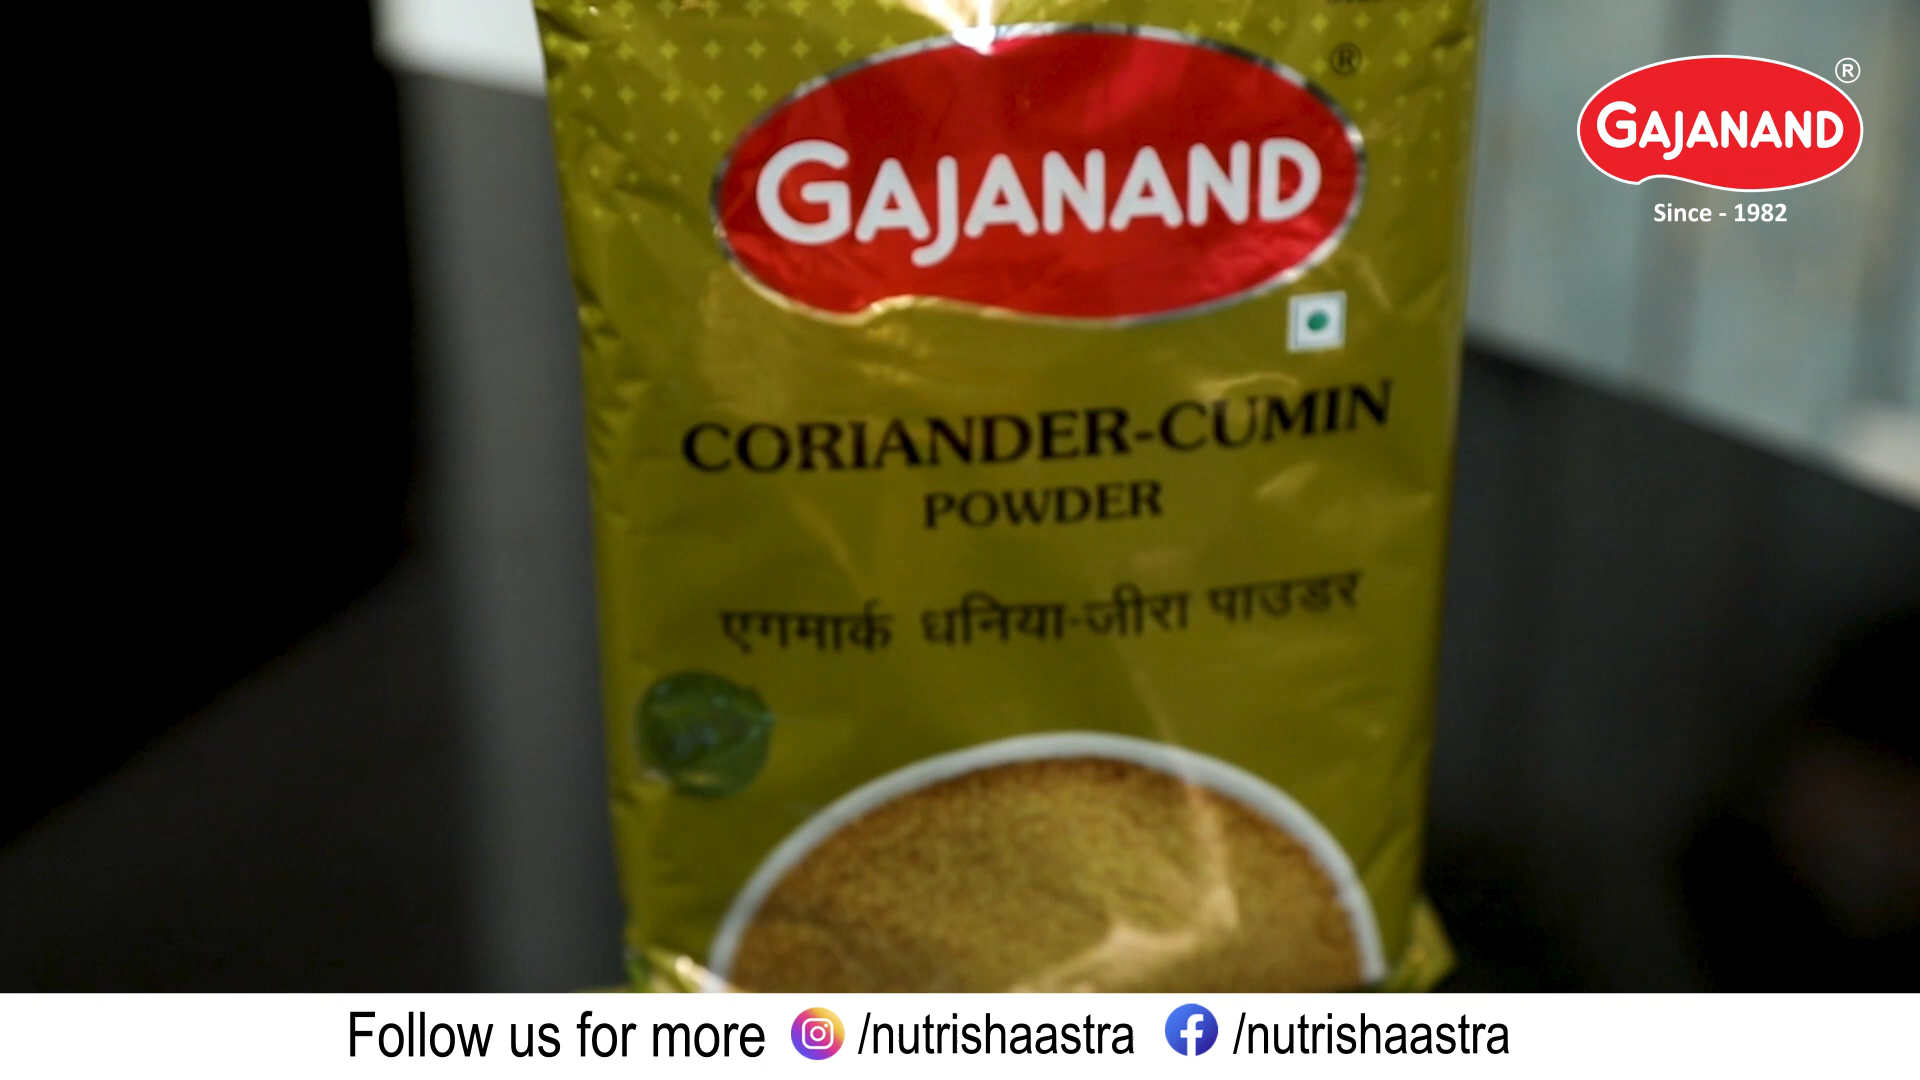 GAJANAND
®
CORIANDER-CUMIN
POWDER
एगमार्क धनिया-जीरा पाउडर
GAJANAND ®
Since - 1982
Follow us for more /nutrishaastra /nutrishaastra